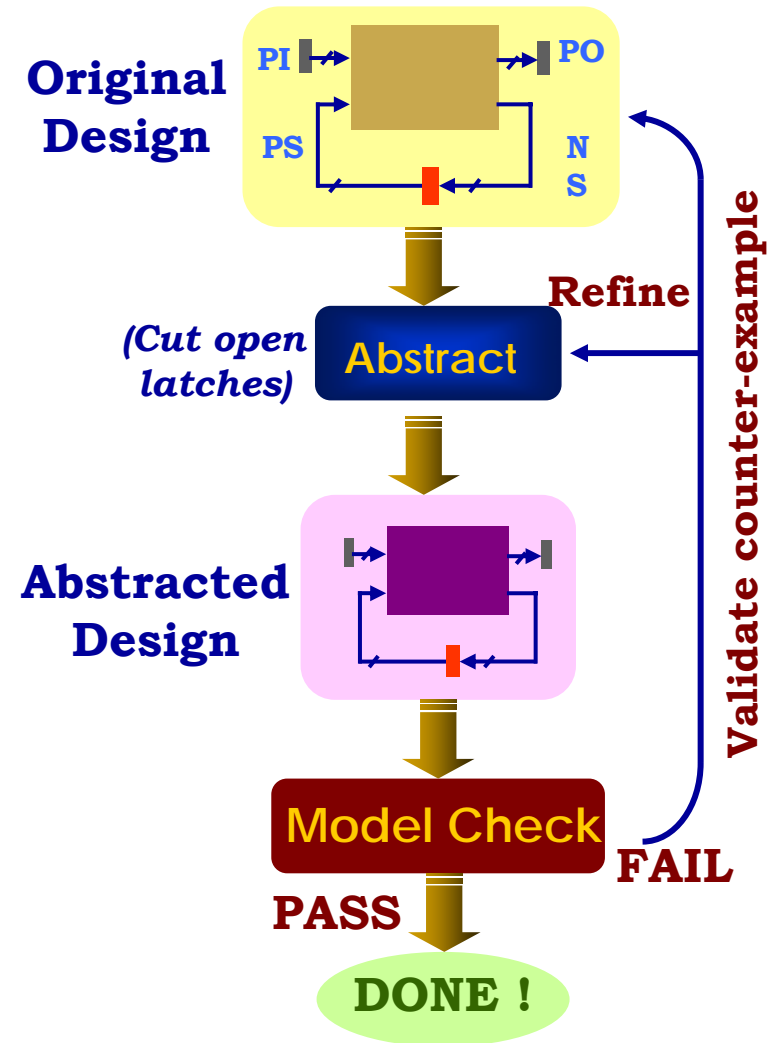 PI
PO
Original
Design
PS
N
S
Refine
(Cut open
latches)
Abstract
Validate counter-example
Abstracted
Design
Model Check
FAIL
PASS
DONE !